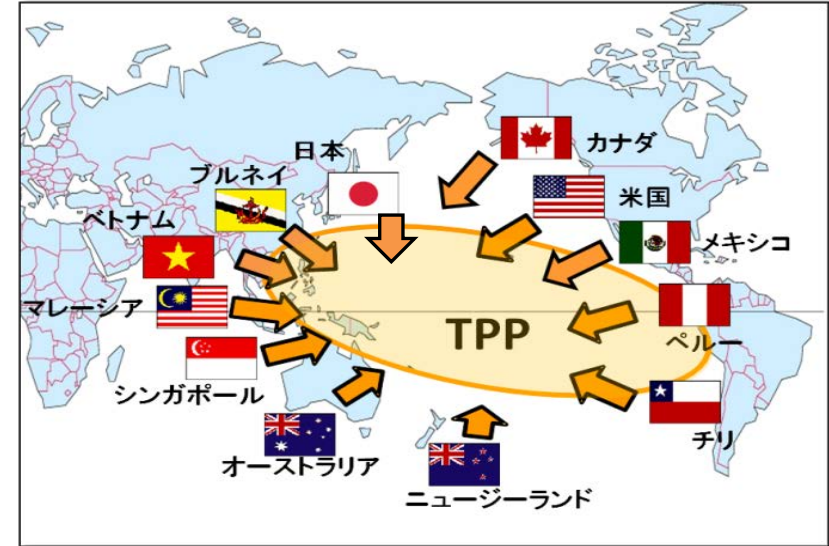 日本
カナダ
ブルネイ
米国
ベトナム
メキシコ
マレーシア
TPP
ペルー
シンガポール
チリ
オーストラリア
ニュージーランド